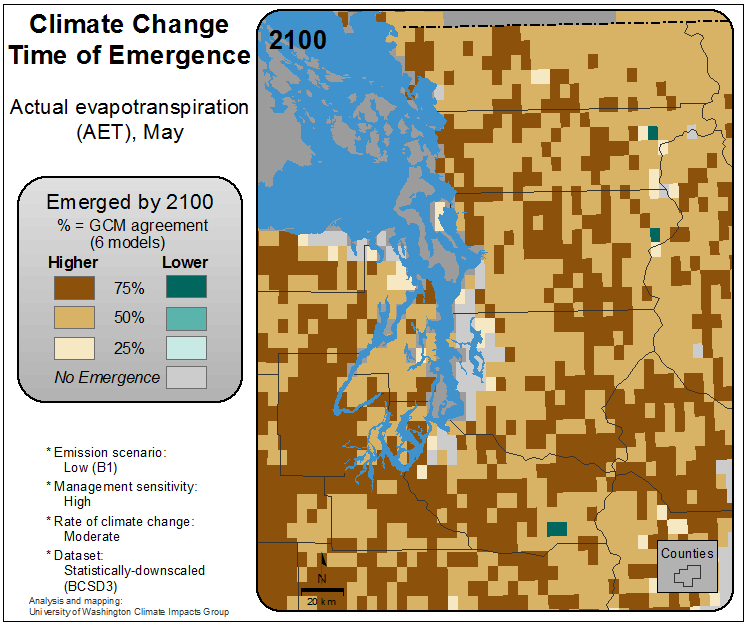 Climate Change
Time of Emergence
Actual evapotranspiration
(AET), May
Emerged by 2100
% = GCM agreement
(6 models)
Higher Lower
75%
50%
25%
No Emergence
* Emission scenario:
Low (B1)
* Management sensitivity:
High
* Rate of climate change:
Moderate
* Dataset:
Statistically-downscaled
(BCSD3)
Analysis and mapping:
University of Washington Climate Impacts Group
2100
N
20 km
Counties